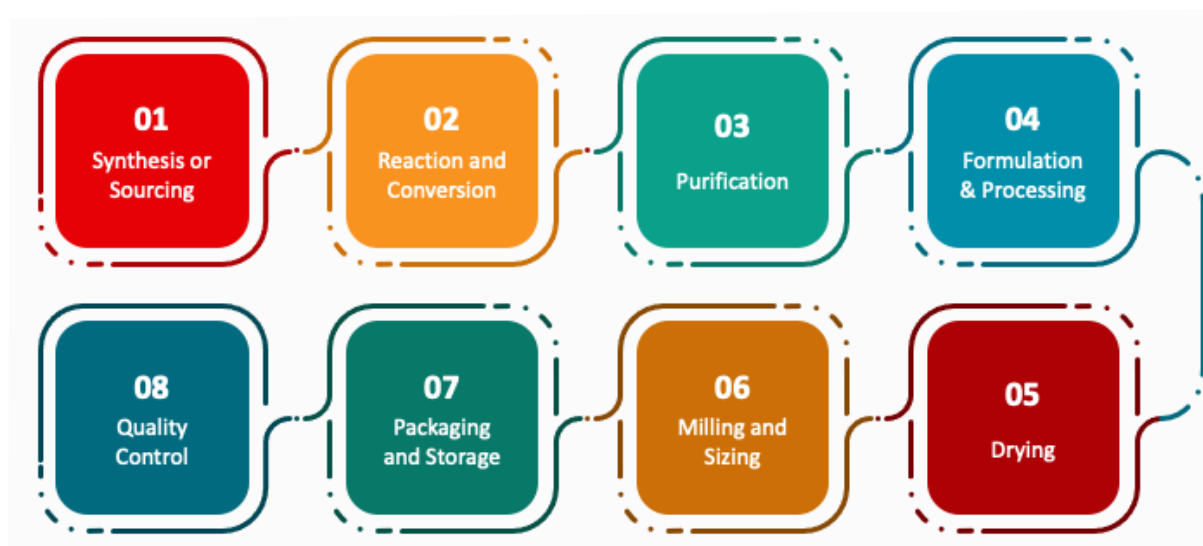 01
Synthesis or
Sourcing
02
Reaction and
Conversion
03
Purification
04
Formulation
& Processing
05
Drying
06
Milling and
Sizing
07
Packaging
and Storage
08
Quality
Control